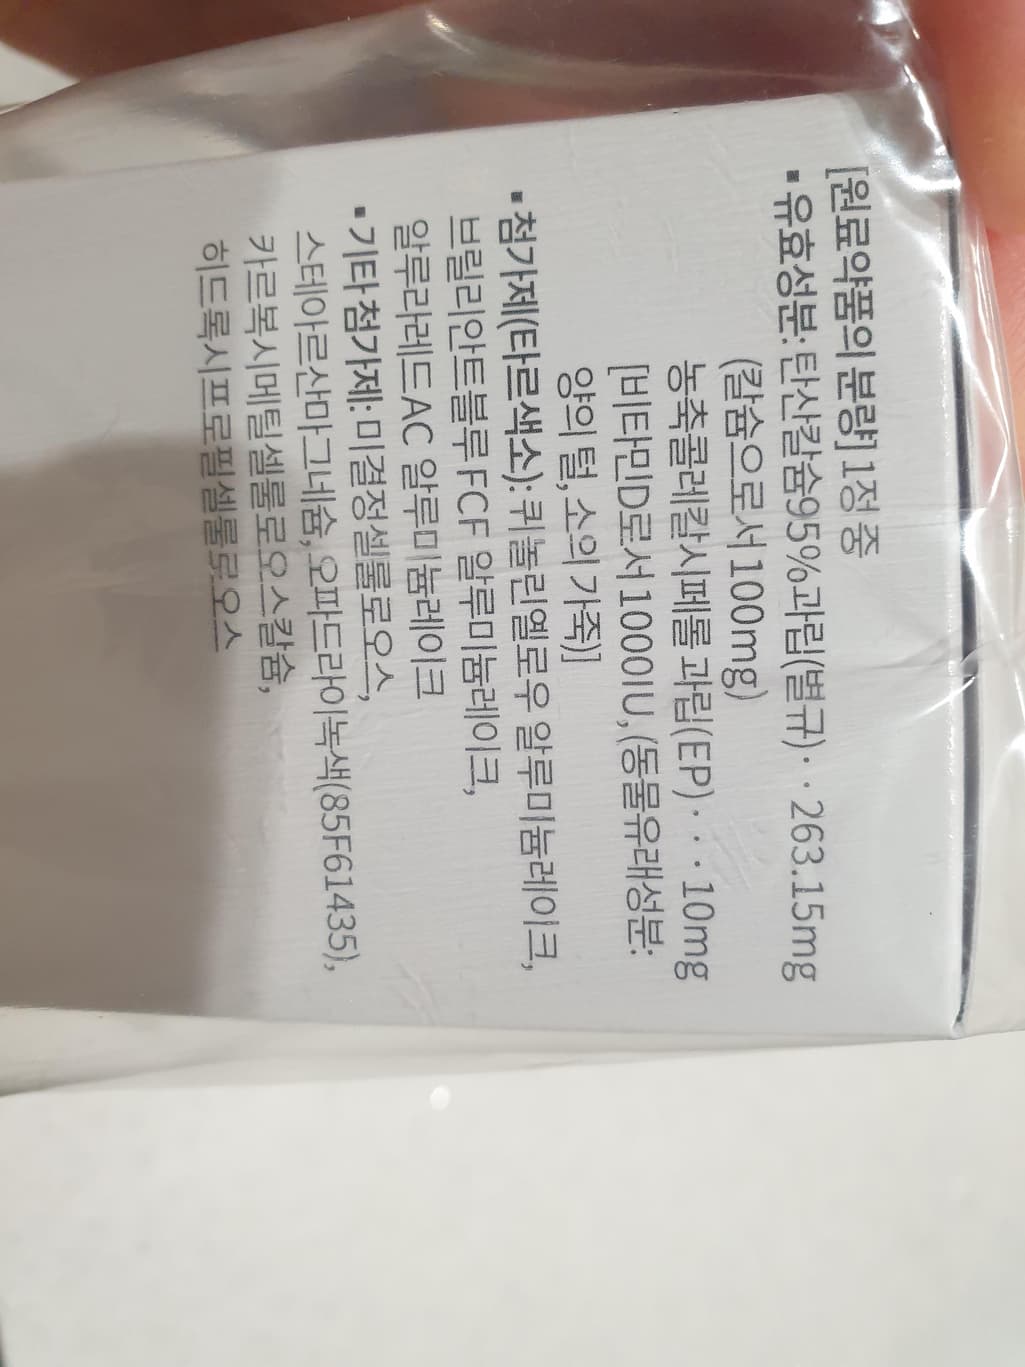 [원료약품의 분량] 1정 중
▪ 유효성분: 탄산칼슘95%과립(별규)· · 263.15mg
(칼슘으로서 100mg)
농축콜레칼시페롤 과립(EP) · · · 10mg
[비타민D로서 1000IU, (동물유래성분:
양의 털, 소의 가죽)]
▪ 첨가제(타르색소): 퀴놀린옐로우 알루미늄레이크,
브릴리안트블루 FCF 알루미늄레이크,
알루라레드AC 알루미늄레이크
▪ 기타 첨가제: 미결정셀룰로오스,
스테아르산마그네슘, 오파드라이녹색(85F61435),
카르복시메틸셀룰로오스칼슘,
히드록시프로필셀룰로오스